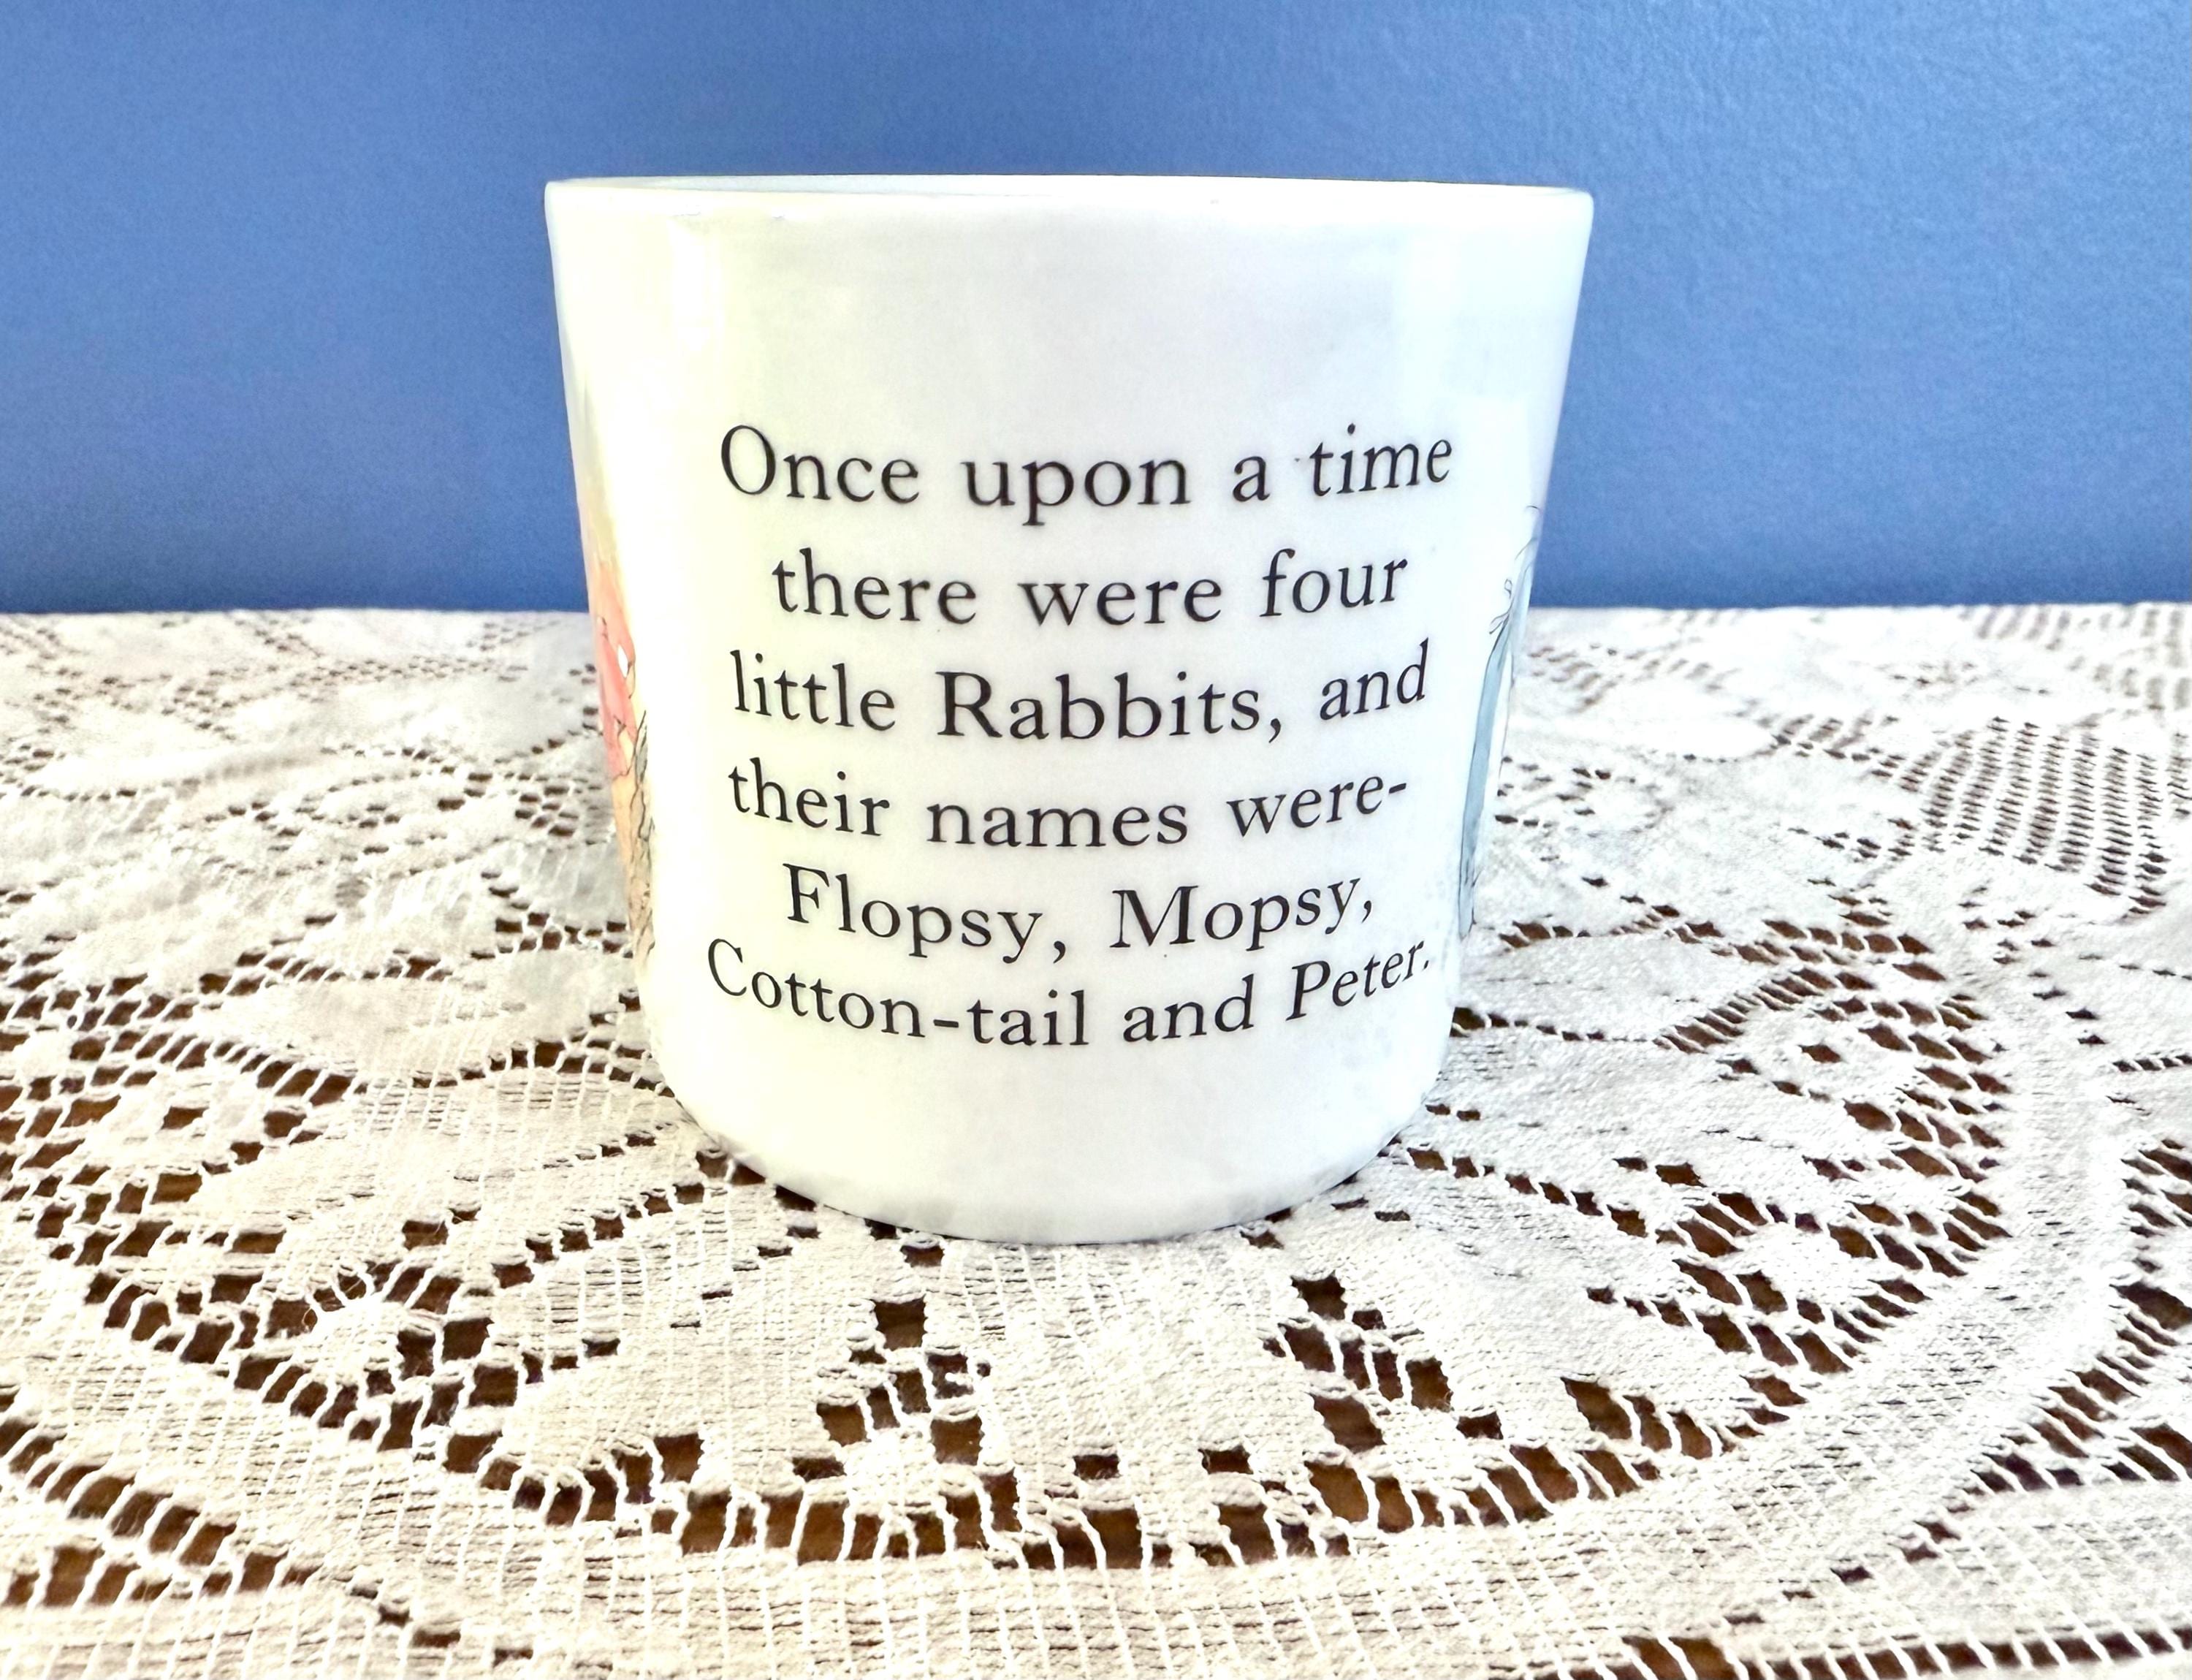 Once upon a time
there were four
little Rabbits, and
their names were-
Flopsy, Mopsy,
Cotton-tail and Peter.